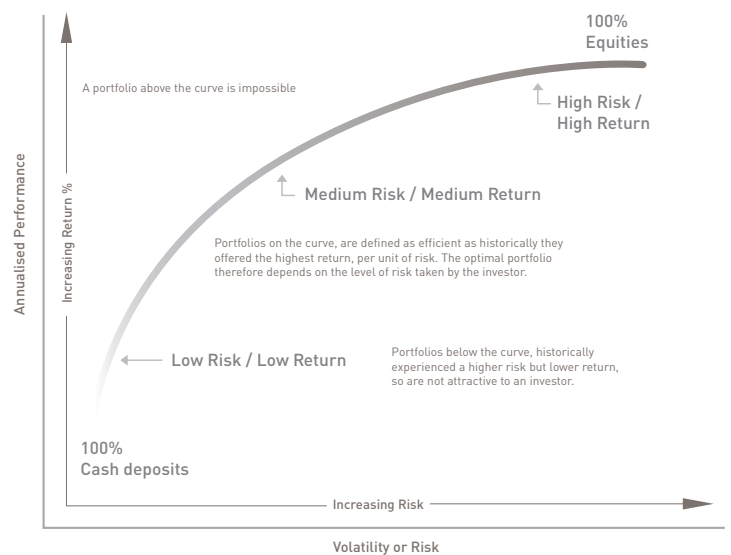 100%
Equities
A portfolio above the curve is impossible
High Risk /
High Return
Medium Risk / Medium Return
Annualised Performance
Increasing Return %
Portfolios on the curve, are defined as efficient as historically they
offered the highest return, per unit of risk. The optimal portfolio
therefore depends on the level of risk taken by the investor.
Low Risk / Low Return
Portfolios below the curve, historically
experienced a higher risk but lower return,
so are not attractive to an investor.
100%
Cash deposits
Increasing Risk
Volatility or Risk